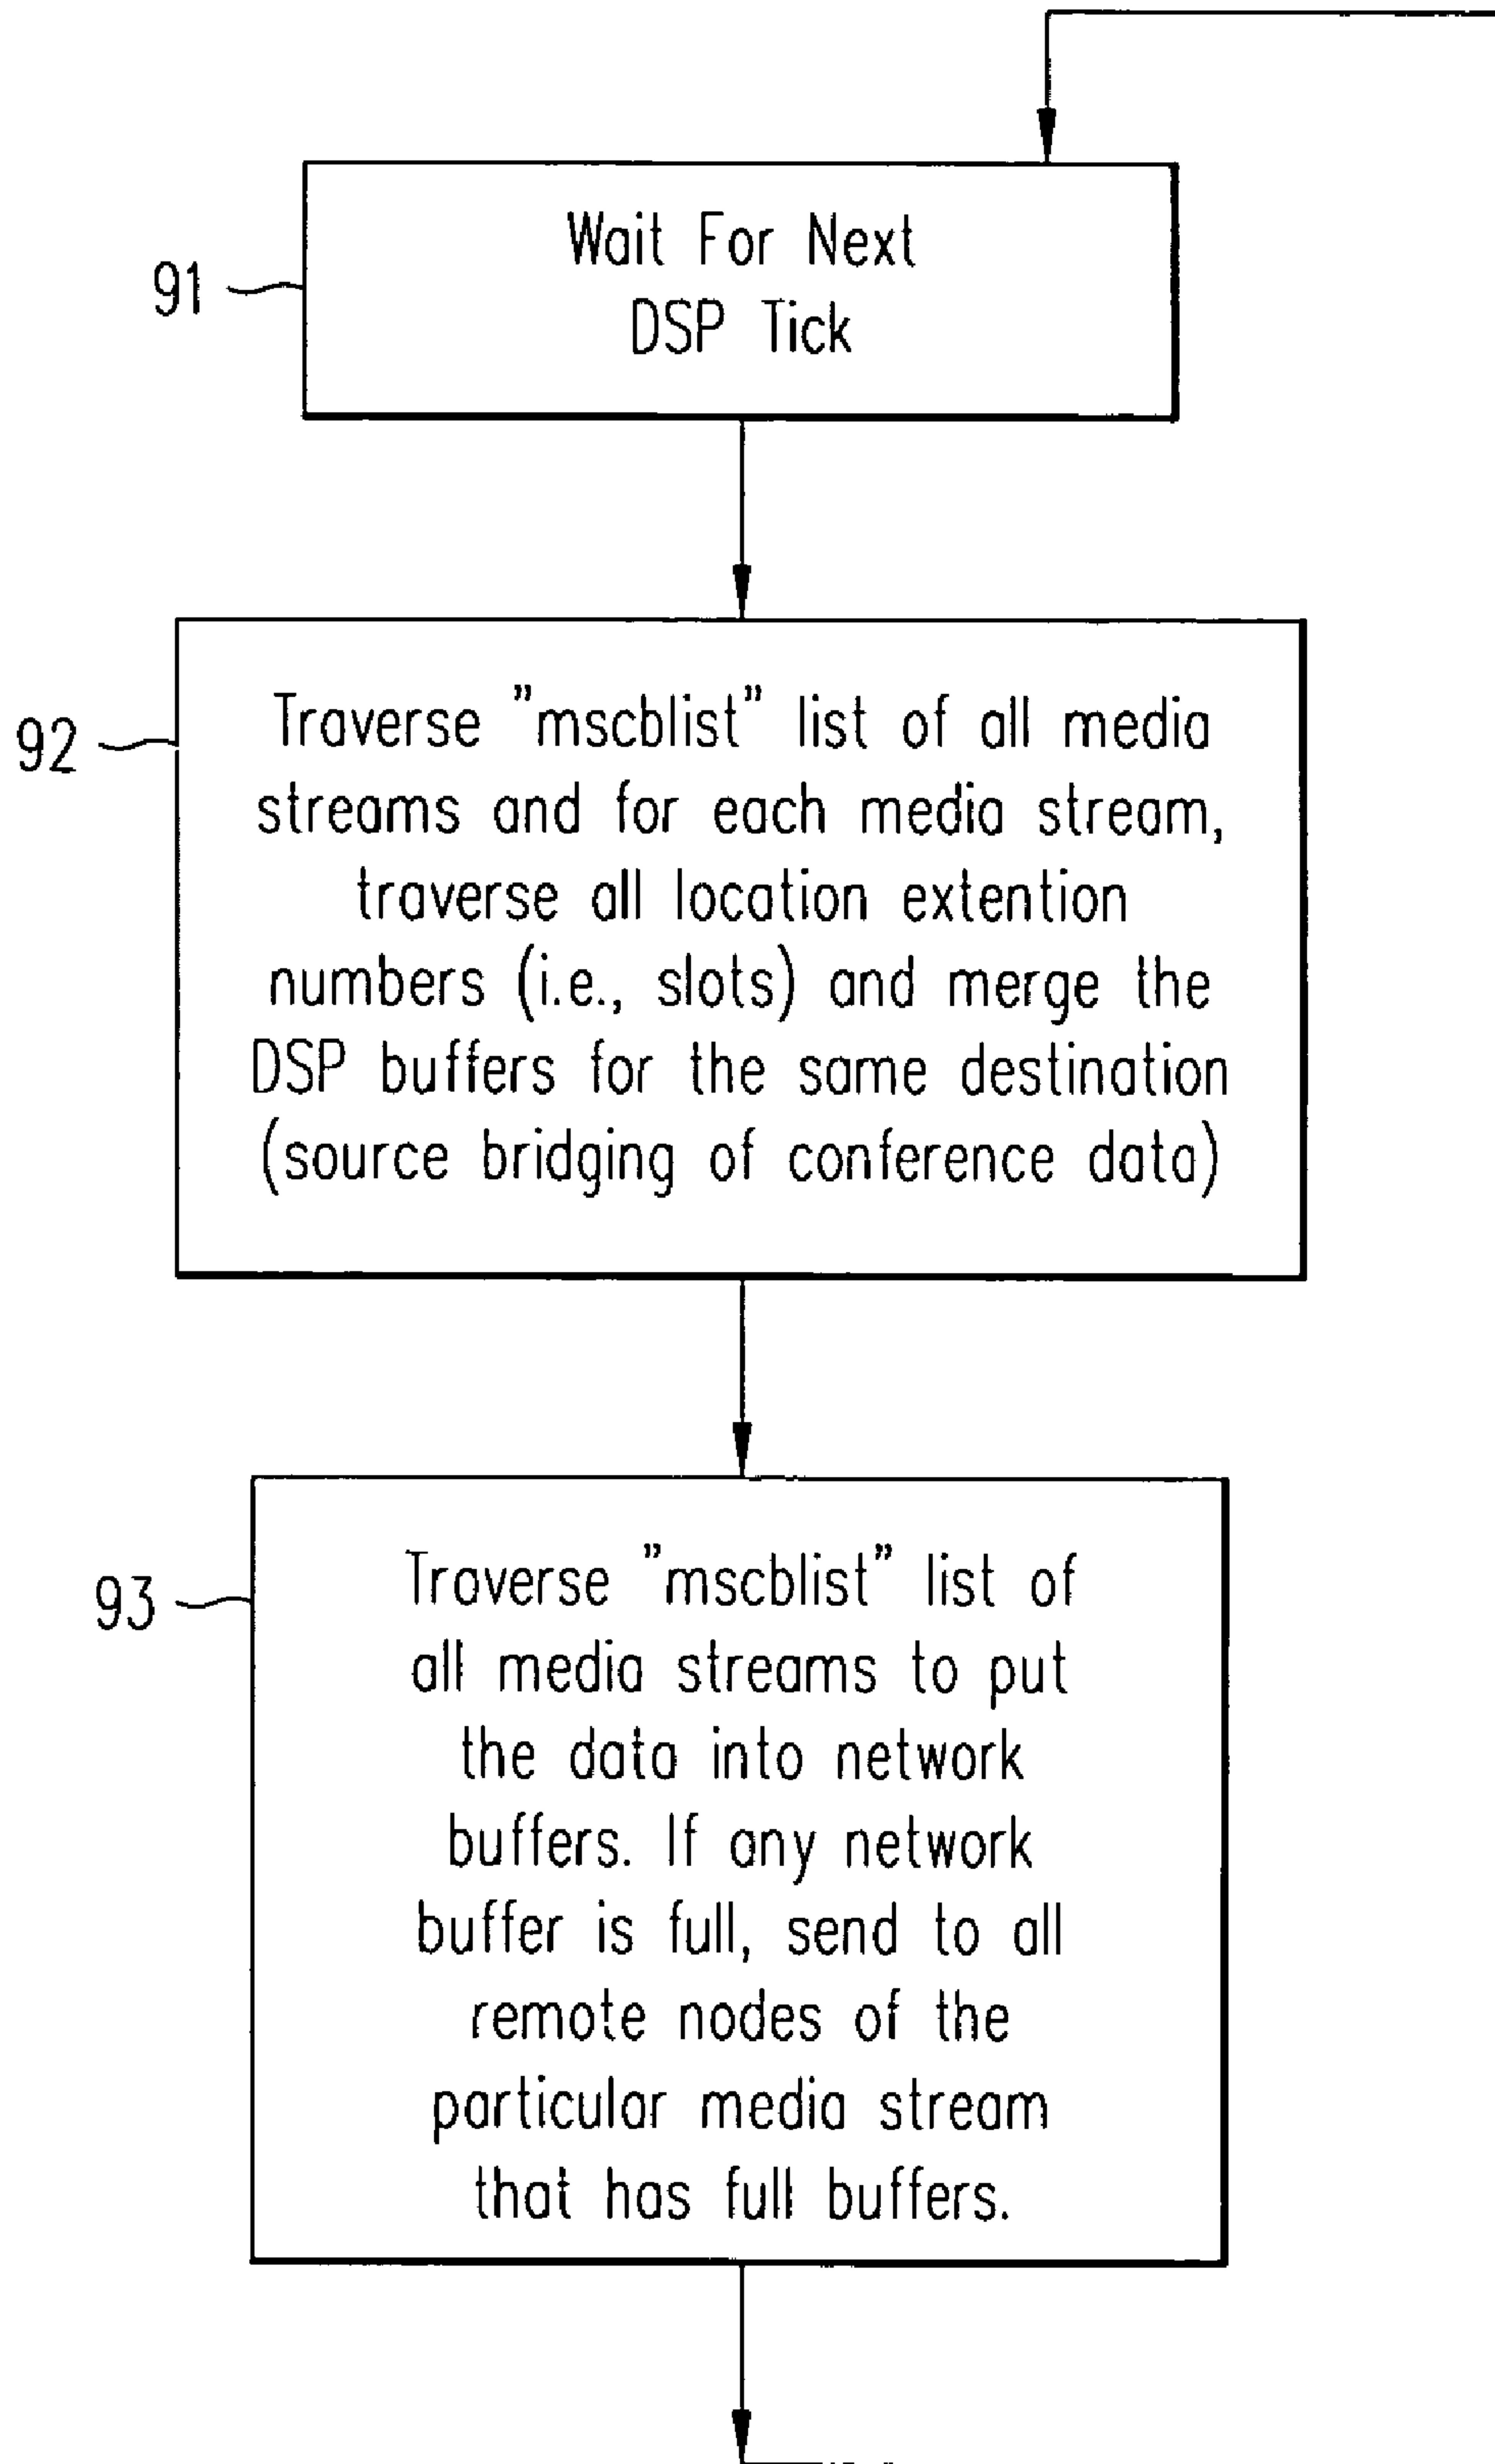 91
Wait For Next
DSP Tick
92
Traverse "mscblist" list of all media
streams and for each media stream,
traverse all location extention
numbers (i.e., slots) and merge the
DSP buffers for the same destination
(source bridging of conference data)
93
Traverse "mscblist" list of
all media streams to put
the data into network
buffers. If any network
buffer is full, send to all
remote nodes of the
particular media stream
that has full buffers.